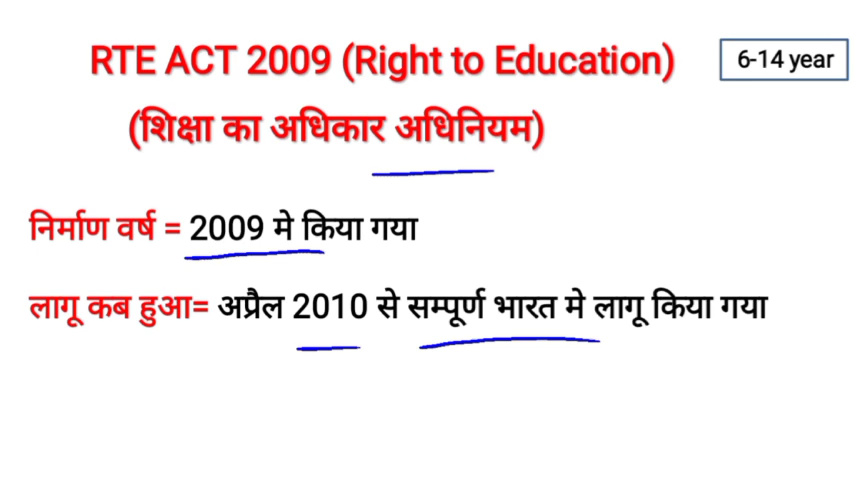 RTE ACT 2009 (Right to Education)
6-14 year
(शिक्षा का अधिकार अधिनियम)
निर्माण वर्ष = 2009 मे किया गया
लागू कब हुआ= अप्रैल 2010 से सम्पूर्ण भारत मे लागू किया गया